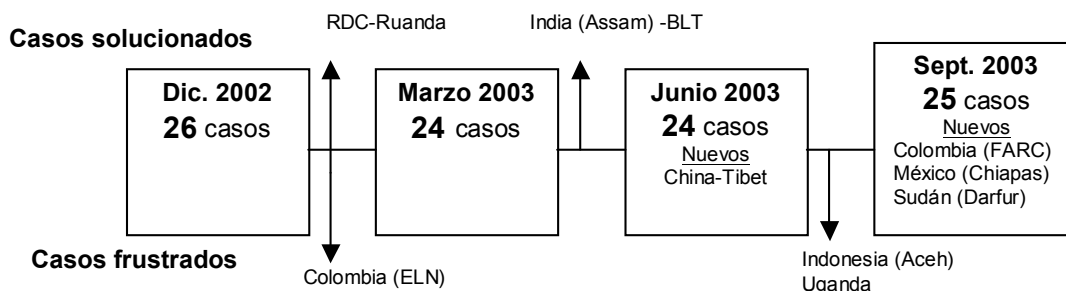 RDC-Ruanda
India (Assam) -BLT
Casos solucionados
Dic. 2002
26 casos
Marzo 2003
24 casos
Junio 2003
24 casos
Nuevos
China-Tibet
Sept. 2003
25 casos
Nuevos
Colombia (FARC)
México (Chiapas)
Sudán (Darfur)
Casos frustrados
Colombia (ELN)
Indonesia (Aceh)
Uganda